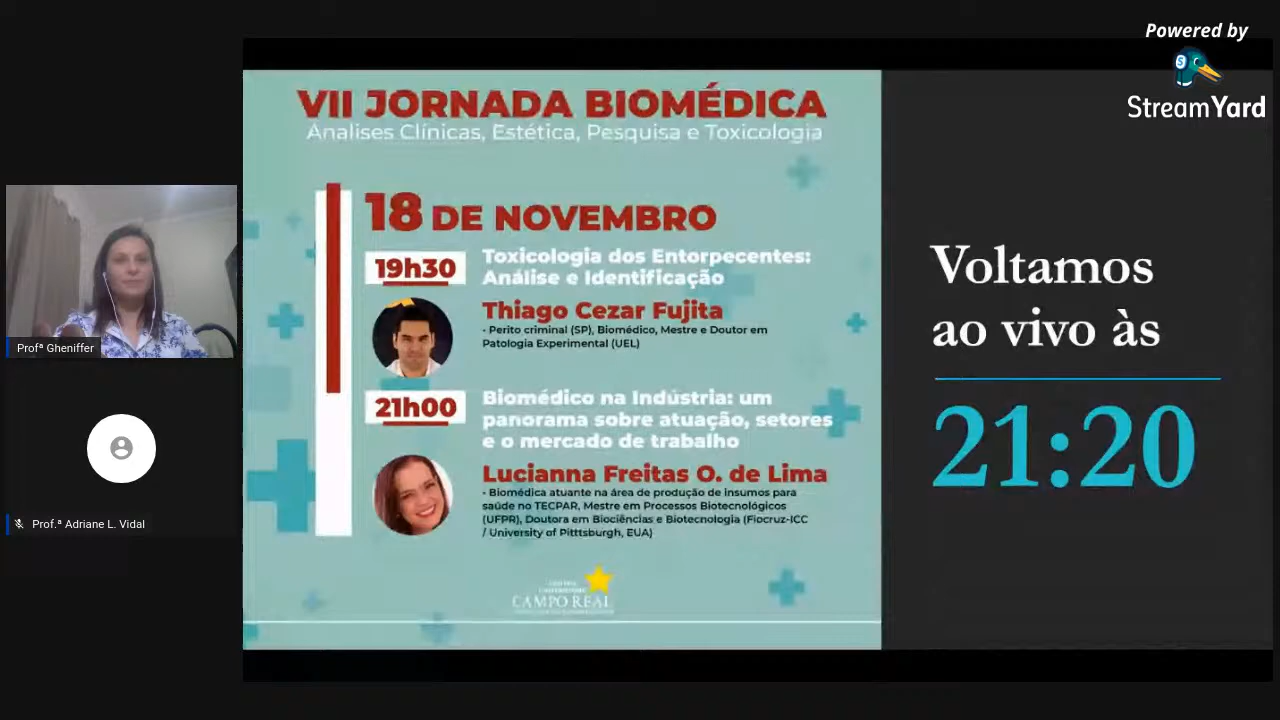 Powered by
StreamYard
VII JORNADA BIOMÉDICA
Analises Clínicas, Estética, Pesquisa e Toxicologia
18 DE NOVEMBRO
19h30
Toxicologia dos Entorpecentes:
Análise e Identificação
Thiago Cezar Fujita
- Perito criminal (SP), Biomédico, Mestre e Doutor em
Patologia Experimental (UEL)
21h00
Biomédico na Indústria: um
panorama sobre atuação, setores
e o mercado de trabalho
Lucianna Freitas O. de Lima
- Biomédica atuante na área de produção de insumos para
saúde no TECPAR, Mestre em Processos Biotecnológicos
(UFPR), Doutora em Biociências e Biotecnologia (Fiocruz-ICC
/ University of Pitttsburgh, EUA)
CENTRO
UNIVERSITÁRIO
CAMPO REAL
Voltamos
ao vivo às
21:20
Profª Gheniffer
Prof.ª Adriane L. Vidal